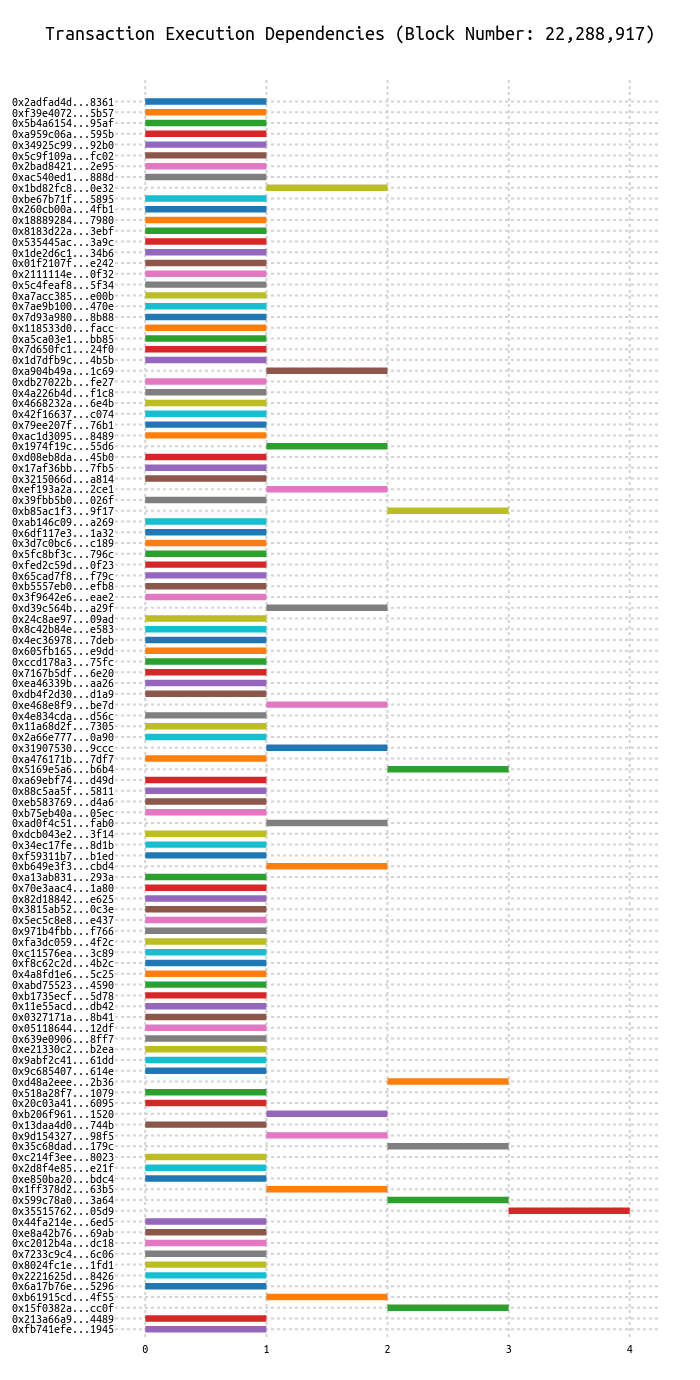 Transaction Execution Dependencies (Block Number: 22,288,917)
0x2adfad4d...8361
0xf39e4072...5b57
0x5b4a6154...95af
0xa959c06a...595b
0x34925c99...92b0
0x5c9f109a...fc02
0x2bad8421...2e95
0xac540ed1...888d
0x1bd82fc8...0e32
0xbe67b71f...5895
0x260cb00a...4fb1
0x18889284...7980
0x8183d22a...3ebf
0x535445ac...3a9c
0x1de2d6c1...34b6
0x01f2107f...e242
0x2111114e...0f32
0x5c4feaf8...5f34
0xa7acc385...e00b
0x7ae9b100...470e
0x7d93a980...8b88
0x118533d0...facc
0xa5ca03e1...bb85
0x7d650fc1...24f0
0x1d7dfb9c...4b5b
0xa904b49a...1c69
0xdb27022b...fe27
0x4a226b4d...f1c8
0x4668232a...6e4b
0x42f16637...c074
0x79ee207f...76b1
0xac1d3095...8489
0x1974f19c...55d6
0xd08eb8da...45b0
0x17af36bb...7fb5
0x3215066d...a814
0xef193a2a...2ce1
0x39fbb5b0...026f
0xb85ac1f3...9f17
0xab146c09...a269
0x6df117e3...1a32
0x3d7c0bc6...c189
0x5fc8bf3c...796c
0xfed2c59d...0f23
0x65cad7f8...f79c
0xb5557eb0...efb8
0x3f9642e6...eae2
0xd39c564b...a29f
0x24c8ae97...09ad
0x8c42b84e...e583
0x4ec36978...7deb
0x605fb165...e9dd
0xccd178a3...75fc
0x7167b5df...6e20
0xea46339b...aa26
0xdb4f2d30...d1a9
0xe468e8f9...be7d
0x4e834cda...d56c
0x11a68d2f...7305
0x2a66e777...0a90
0x31907530...9ccc
0xa476171b...7df7
0x5169e5a6...b6b4
0xa69ebf74...d49d
0x88c5aa5f...5811
0xeb583769...d4a6
0xb75eb40a...05ec
0xad0f4c51...fab0
0xdcb043e2...3f14
0x34ec17fe...8d1b
0xf59311b7...b1ed
0xb649e3f3...cbd4
0xa13ab831...293a
0x70e3aac4...1a80
0x82d18842...e625
0x3815ab52...0c3e
0x5ec5c8e8...e437
0x971b4fbb...f766
0xfa3dc059...4f2c
0xc11576ea...3c89
0xf8c62c2d...4b2c
0x4a8fd1e6...5c25
0xabd75523...4590
0xb1735ecf...5d78
0x11e55acd...db42
0x0327171a...8b41
0x05118644...12df
0x639e0906...8ff7
0xe21330c2...b2ea
0x9abf2c41...61dd
0x9c685407...614e
0xd48a2eee...2b36
0x518a28f7...1079
0x20c03a41...6095
0xb206f961...1520
0x13daa4d0...744b
0x9d154327...98f5
0x35c68dad...179c
0xc214f3ee...8023
0x2d8f4e85...e21f
0xe850ba20...bdc4
0x1ff378d2...63b5
0x599c78a0...3a64
0x35515762...05d9
0x44fa214e...6ed5
0xe8a42b76...69ab
0xc2012b4a...dc18
0x7233c9c4...6c06
0x8024fc1e...1fd1
0x2221625d...8426
0x6a17b76e...5296
0xb61915cd...4f55
0x15f0382a...cc0f
0x213a66a9...4489
0xfb741efe...1945
0 1 2 3 4